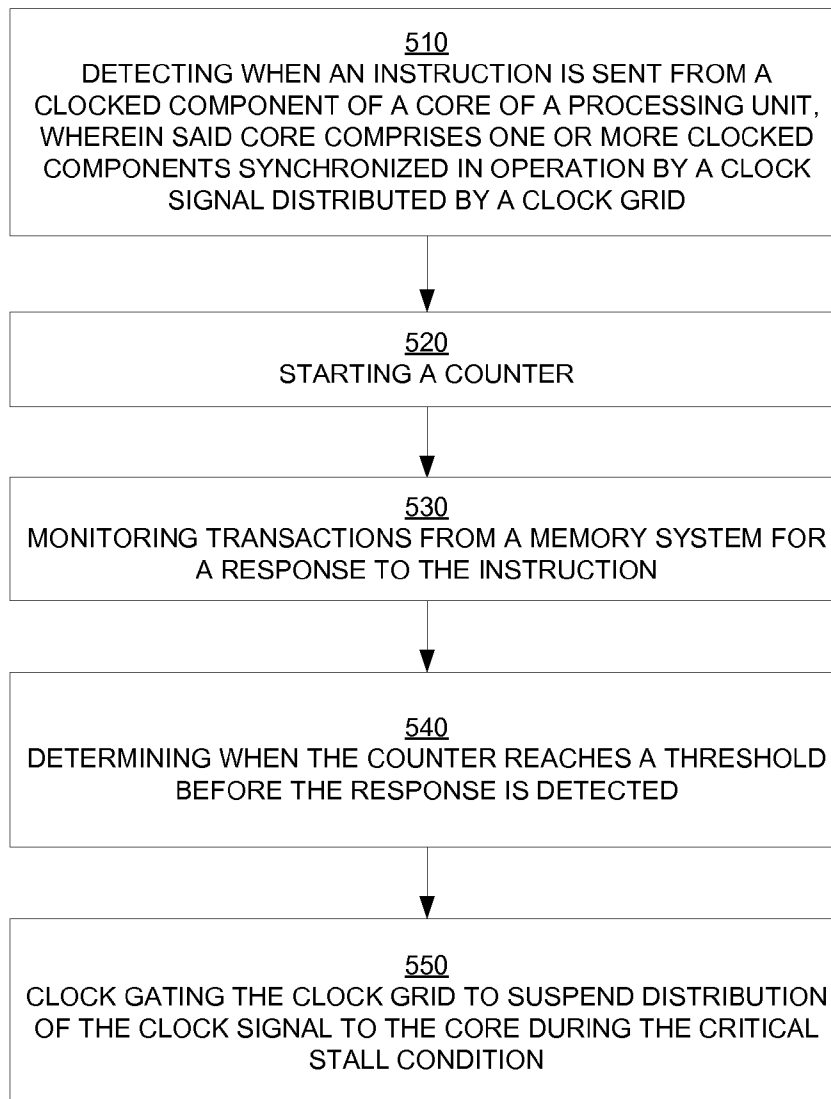 510
DETECTING WHEN AN INSTRUCTION IS SENT FROM A
CLOCKED COMPONENT OF A CORE OF A PROCESSING UNIT,
WHEREIN SAID CORE COMPRISES ONE OR MORE CLOCKED
COMPONENTS SYNCHRONIZED IN OPERATION BY A CLOCK
SIGNAL DISTRIBUTED BY A CLOCK GRID
520
STARTING A COUNTER
530
MONITORING TRANSACTIONS FROM A MEMORY SYSTEM FOR
A RESPONSE TO THE INSTRUCTION
540
DETERMINING WHEN THE COUNTER REACHES A THRESHOLD
BEFORE THE RESPONSE IS DETECTED
550
CLOCK GATING THE CLOCK GRID TO SUSPEND DISTRIBUTION
OF THE CLOCK SIGNAL TO THE CORE DURING THE CRITICAL
STALL CONDITION